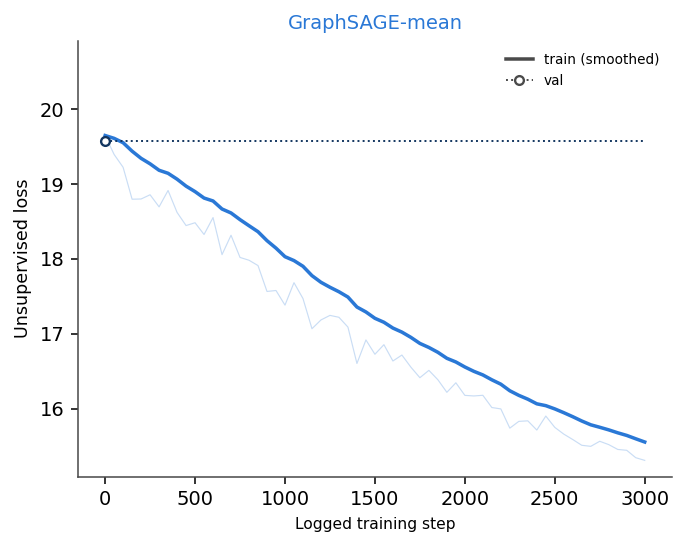 GraphSAGE-mean
train (smoothed)
val
20
19
18
17
16
Unsupervised loss
0 500 1000 1500 2000 2500 3000
Logged training step